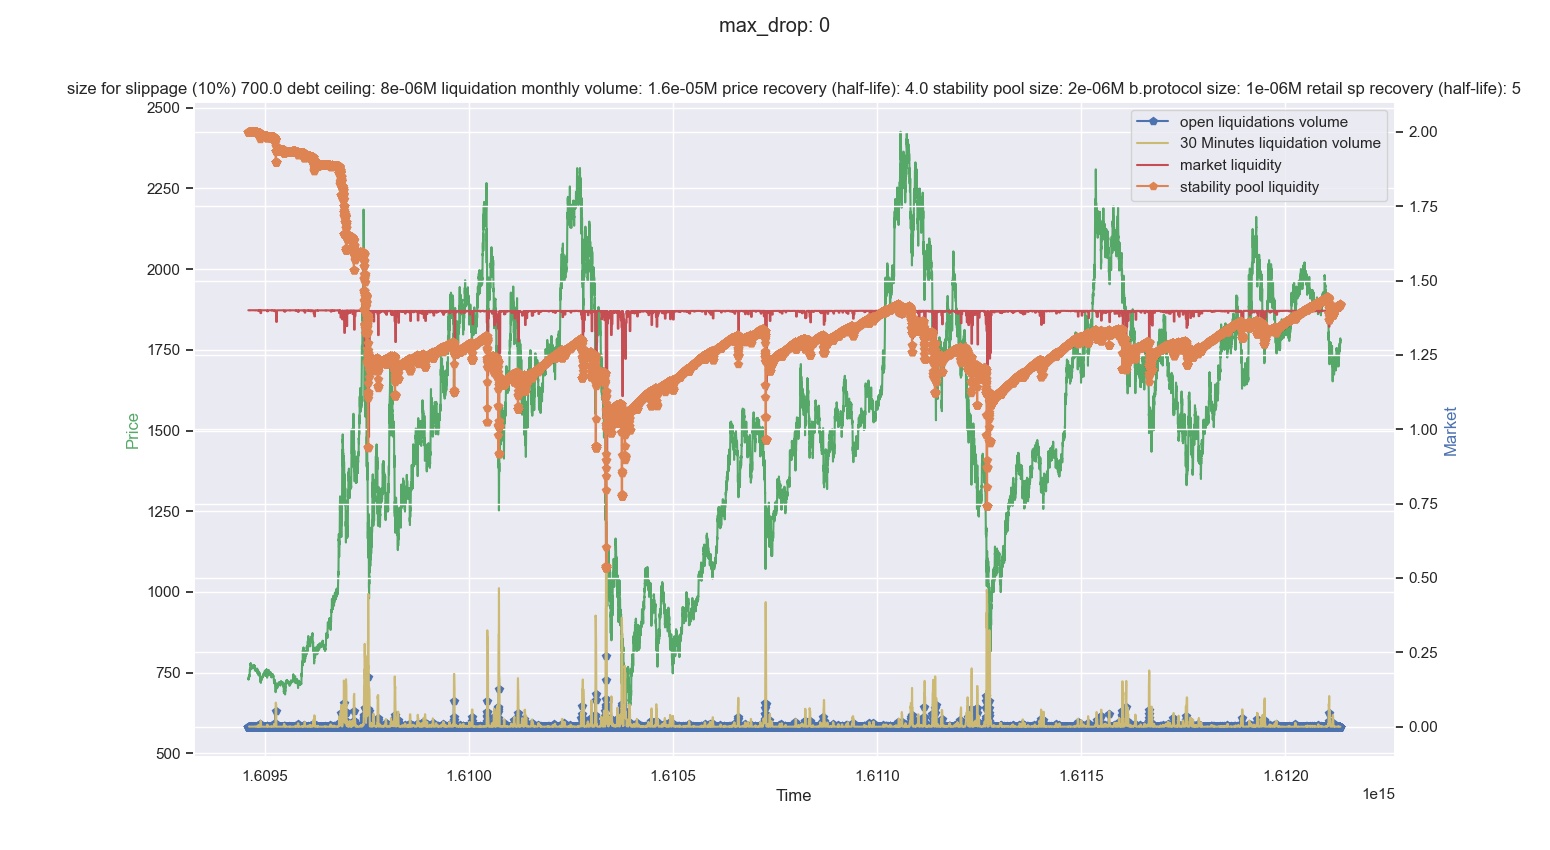 max_drop: 0
size for slippage (10%) 700.0 debt ceiling: 8e-06M liquidation monthly volume: 1.6e-05M price recovery (half-life): 4.0 stability pool size: 2e-06M b.protocol size: 1e-06M retail sp recovery (half-life): 5
open liquidations volume
30 Minutes liquidation volume
market liquidity
stability pool liquidity
2500
2250
2000
1750
1500
1250
1000
750
500
Price
2.00
1.75
1.50
1.25
1.00
0.75
0.50
0.25
0.00
Market
1.6095 1.6100 1.6105 1.6110 1.6115 1.6120
1e15
Time